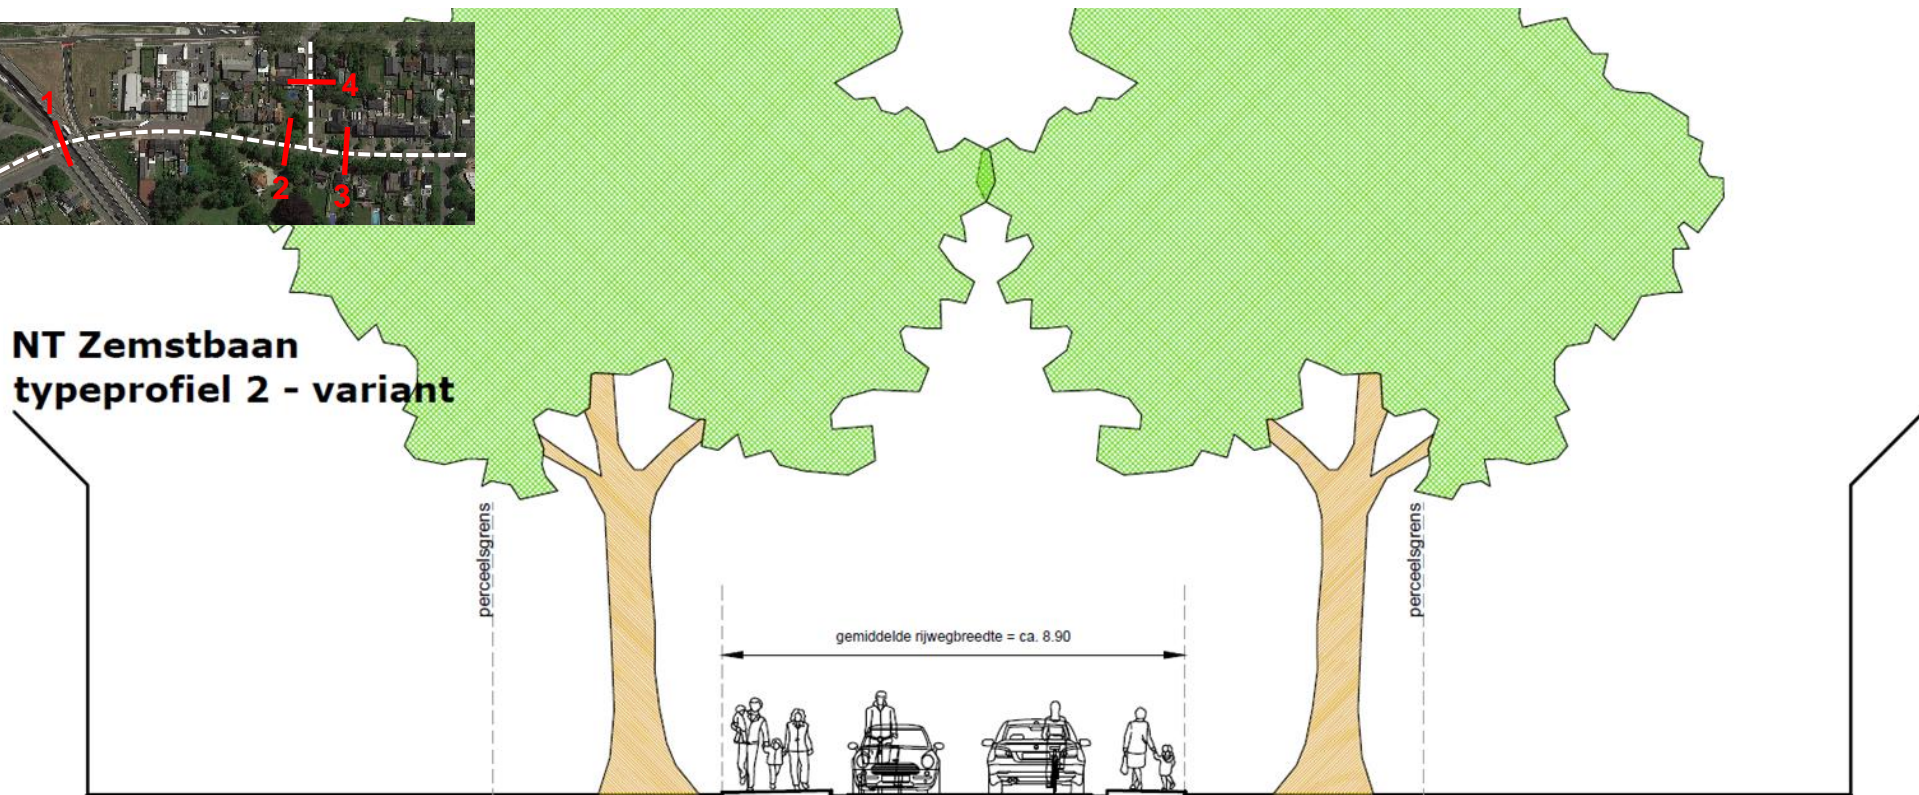 1
4
2
3
NT Zemstbaan
typeprofiel 2 - variant
perceelsgrens
perceelsgrens
gemiddelde rijwegbreedte = ca. 8.90